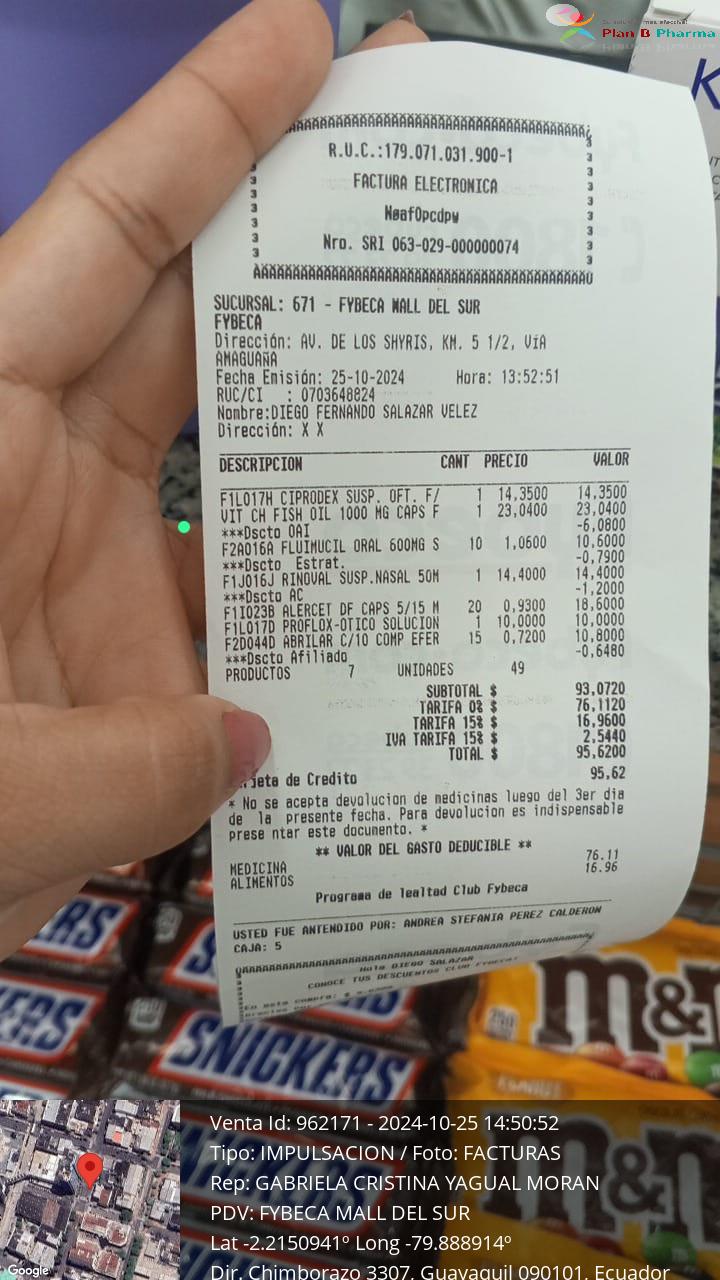 Plan B Pharma
R.U.C.:179.071.031.900-1
FACTURA ELECTRONICA
NøafOpcdpw
Nro. SRI 063-029-000000074
SUCURSAL: 671 - FYBECA MALL DEL SUR
FYBECA
Dirección: AV. DE LOS SHYRIS, KM. 5 1/2, VíA
AMAGUAÑA
Fecha Emisión: 25-10-2024 Hora: 13:52:51
RUC/CI : 0703648824
Nombre:DIEGO FERNANDO SALAZAR VELEZ
Dirección: X X
DESCRIPCION CANT PRECIO VALOR
F1L017H CIPRODEX SUSP. OFT. F/ 1 14,3500 14,3500
VIT CH FISH OIL 1000 MG CAPS F 1 23,0400 23,0400
***Dscto OAI -6,0800
F2A016A FLUIMUCIL ORAL 600MG S 10 1,0600 10,6000
***Dscto Estrat. -0,7900
F1J016J RINOVAL SUSP.NASAL 50M 1 14,4000 14,4000
***Dscto AC -1,2000
F1I023B ALERCET DF CAPS 5/15 M 20 0,9300 18,6000
F1L017D PROFLOX-OTICO SOLUCION 1 10,0000 10,0000
F2D044D ABRILAR C/10 COMP EFER 15 0,7200 10,8000
***Dscto Afiliado -0,6480
PRODUCTOS 7 UNIDADES 49
SUBTOTAL $ 93,0720
TARIFA 0% $ 76,1120
TARIFA 15% $ 16,9600
IVA TARIFA 15% $ 2,5440
TOTAL $ 95,6200
jeta de Credito 95,62
* No se acepta devolucion de medicinas luego del 3er dia
de la presente fecha. Para devolucion es indispensable
prese ntar este documento. *
** VALOR DEL GASTO DEDUCIBLE **
MEDICINA 76.11
ALIMENTOS 16.96
Programa de lealtad Club Fybeca
USTED FUE ANTENDIDO POR: ANDREA STEFANIA PEREZ CALDERON
CAJA: 5
Hola DIEGO SALAZAR
CONOCE TUS DESCUENTOS CLUB FYBECA!
En esta compra: $
ERS
SNICKERS
KERS
m&
m&m
Venta Id: 962171 - 2024-10-25 14:50:52
Tipo: IMPULSACION / Foto: FACTURAS
Rep: GABRIELA CRISTINA YAGUAL MORAN
PDV: FYBECA MALL DEL SUR
Lat -2.2150941º Long -79.888914º
Dir. Chimborazo 3307, Guayaquil 090101, Ecuador
Google